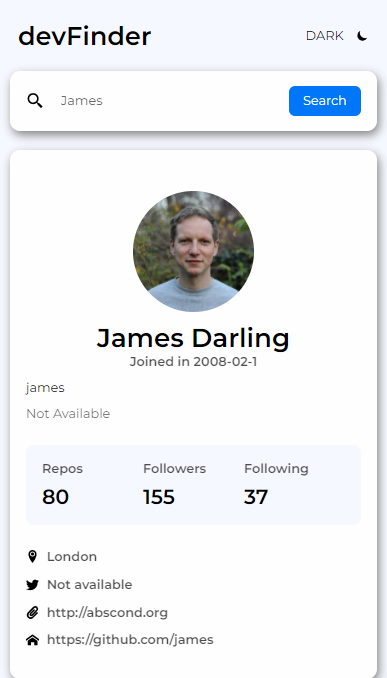 devFinder DARK
James Search
James Darling
Joined in 2008-02-1
james
Not Available
Repos Followers Following
80 155 37
London
Not available
http://abscond.org
https://github.com/james